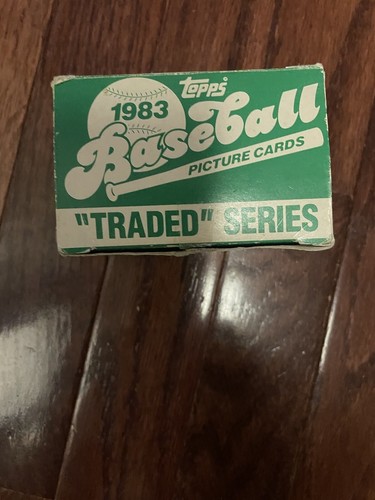 topps
1983
Baseball
PICTURE CARDS
"TRADED" SERIES